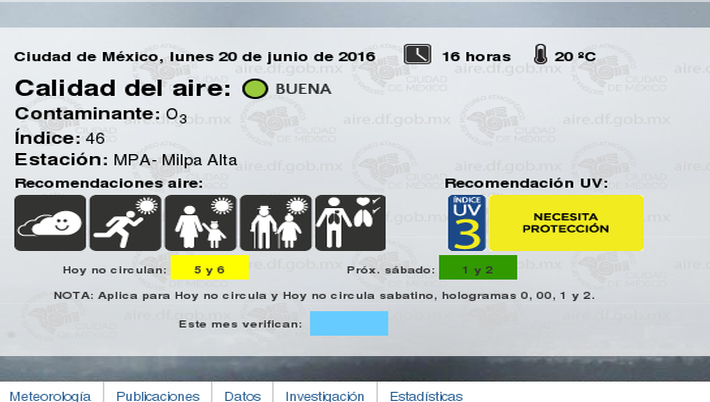 Ciudad de México, lunes 20 de junio de 2016 16 horas 20 ºC
Calidad del aire: BUENA
Contaminante: O3
Índice: 46
Estación: MPA- Milpa Alta
Recomendaciones aire: Recomendación UV:
ÍNDICE
UV
3
NECESITA
PROTECCIÓN
Hoy no circulan: 5 y 6 Próx. sábado: 1 y 2
NOTA: Aplica para Hoy no circula y Hoy no circula sabatino, hologramas 0, 00, 1 y 2.
Este mes verifican:
Meteorología Publicaciones Datos Investigación Estadísticas
aire.df.gob.mx
CIUDAD
DE MÉXICO